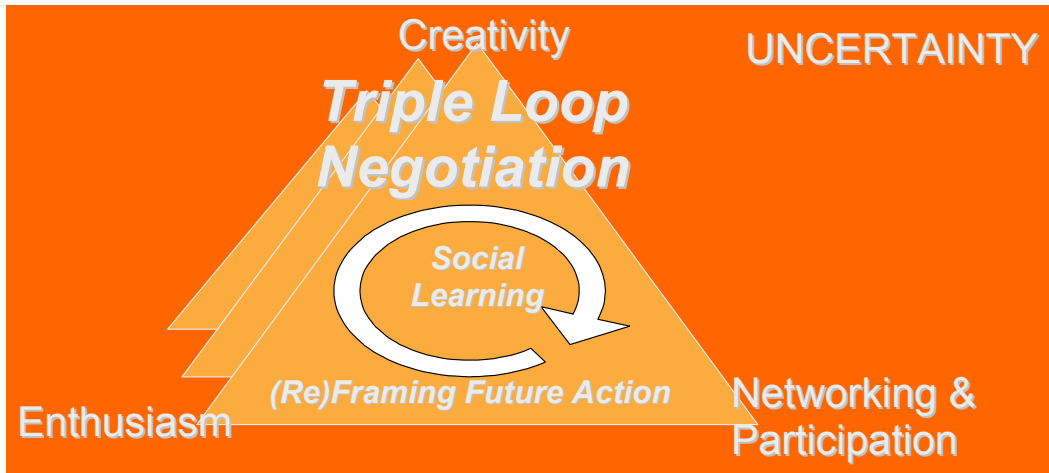 Creativity
UNCERTAINTY
Triple Loop
Negotiation
Social
Learning
(Re)Framing Future Action
Enthusiasm
Networking &
Participation